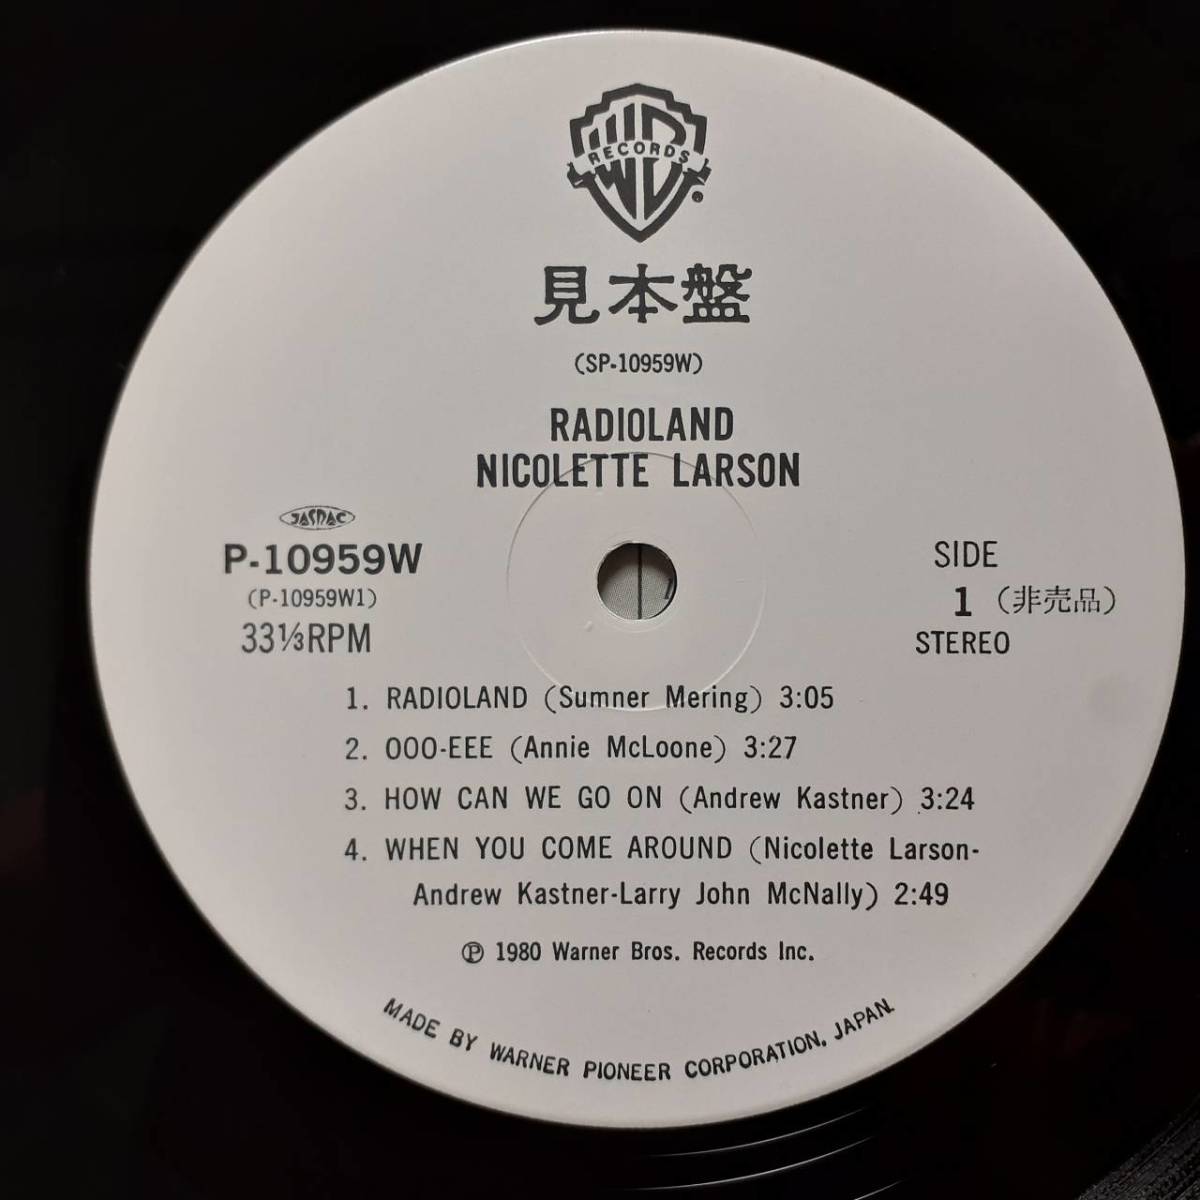 WB RECORDS
見本盤
(SP-10959W)
RADIOLAND
NICOLETTE LARSON
JASRAC
P-10959W
(P-10959W1)
33⅓RPM
SIDE
1 (非売品)
STEREO
1. RADIOLAND (Sumner Mering) 3:05
2. OOO-EEE (Annie McLoone) 3:27
3. HOW CAN WE GO ON (Andrew Kastner) 3:24
4. WHEN YOU COME AROUND (Nicolette Larson-
Andrew Kastner-Larry John McNally) 2:49
Ⓟ 1980 Warner Bros. Records Inc.
MADE BY WARNER PIONEER CORPORATION, JAPAN.